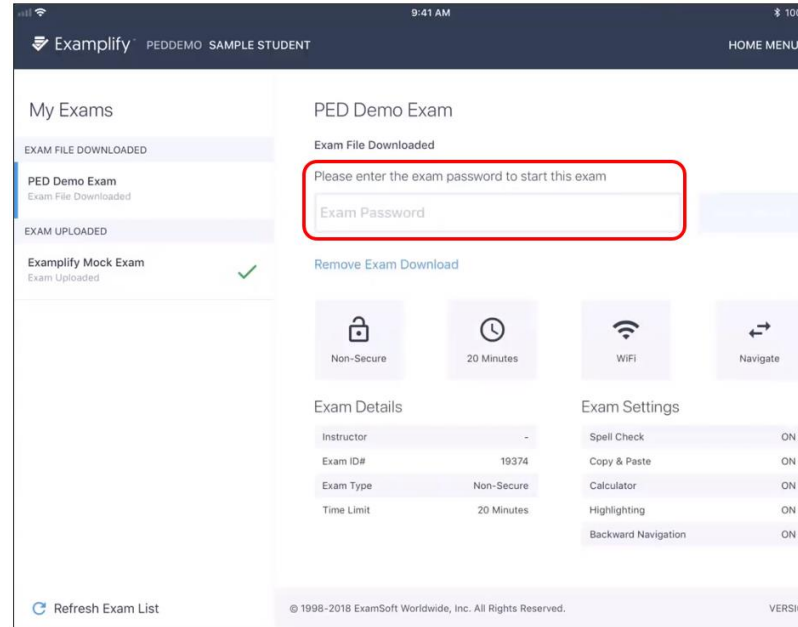 9:41 AM
Examplify PEDDEMO SAMPLE STUDENT
HOME MENU
My Exams
EXAM FILE DOWNLOADED
PED Demo Exam
Exam File Downloaded
EXAM UPLOADED
Examplify Mock Exam
Exam Uploaded
Refresh Exam List
PED Demo Exam
Exam File Downloaded
Please enter the exam password to start this exam
Exam Password
Remove Exam Download
Non-Secure
20 Minutes
WiFi
Navigate
Exam Details
Instructor -
Exam ID# 19374
Exam Type Non-Secure
Time Limit 20 Minutes
Exam Settings
Spell Check ON
Copy & Paste ON
Calculator ON
Highlighting ON
Backward Navigation ON
© 1998-2018 ExamSoft Worldwide, Inc. All Rights Reserved.